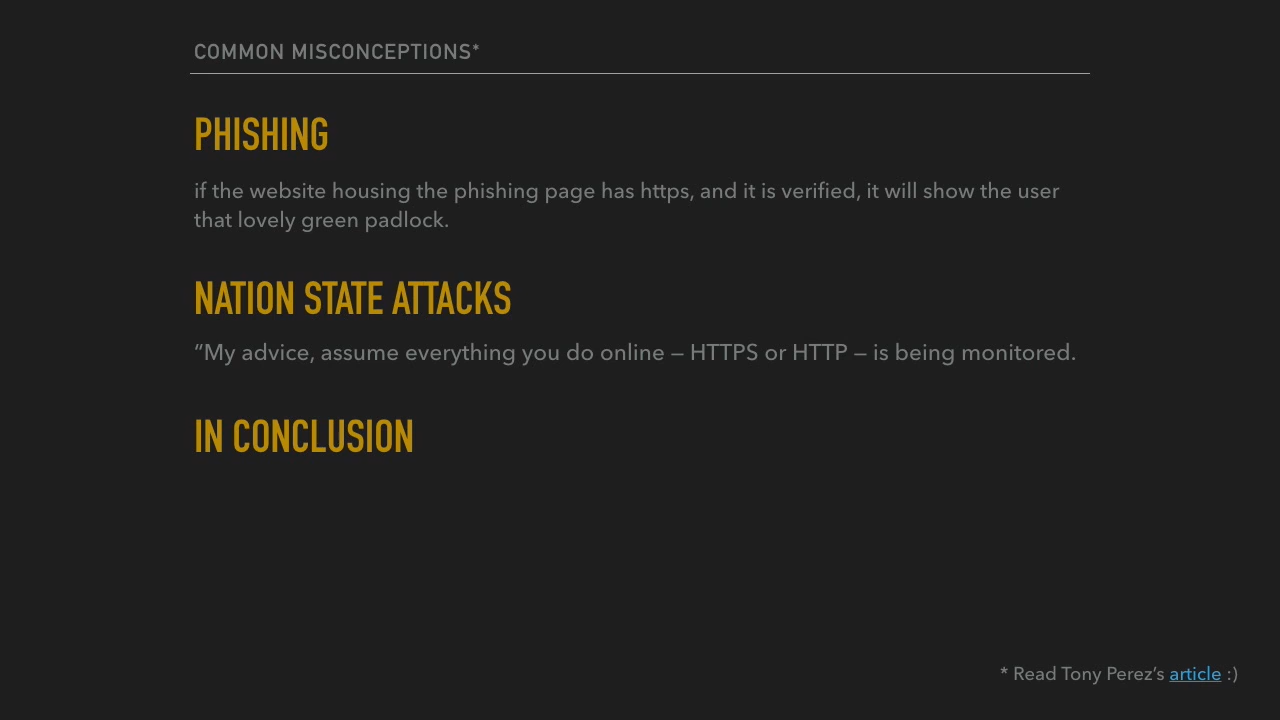 COMMON MISCONCEPTIONS*
PHISHING
if the website housing the phishing page has https, and it is verified, it will show the user
that lovely green padlock.
NATION STATE ATTACKS
“My advice, assume everything you do online — HTTPS or HTTP — is being monitored.
IN CONCLUSION
* Read Tony Perez’s article :)